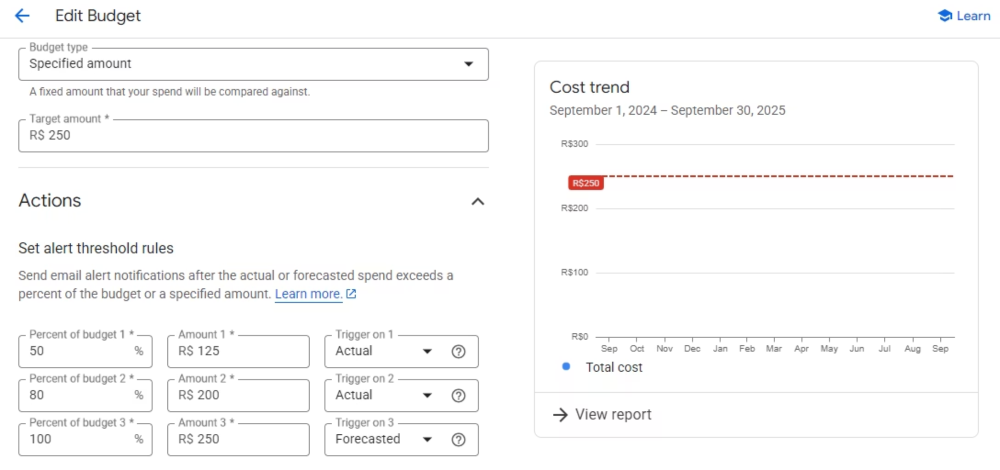 Edit Budget
Learn
Budget type
Specified amount
A fixed amount that your spend will be compared against.
Target amount *
R$ 250
Actions
Set alert threshold rules
Send email alert notifications after the actual or forecasted spend exceeds a
percent of the budget or a specified amount. Learn more.
Percent of budget 1 *
50 %
Amount 1 *
R$ 125
Trigger on 1
Actual
Percent of budget 2 *
80 %
Amount 2 *
R$ 200
Trigger on 2
Actual
Percent of budget 3 *
100 %
Amount 3 *
R$ 250
Trigger on 3
Forecasted
Cost trend
September 1, 2024 – September 30, 2025
R$300
R$250
R$200
R$100
R$0
Sep Oct Nov Dec Jan Feb Mar Apr May Jun Jul Aug Sep
Total cost
View report